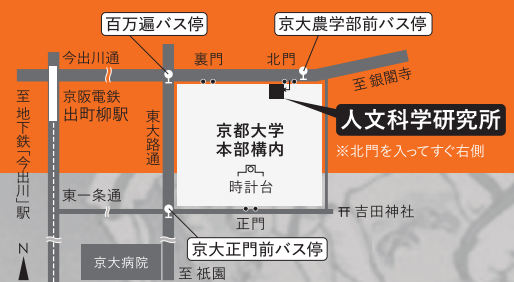 百万遍バス停
京大農学部前バス停
今出川通
裏門
北門
至 銀閣寺
至 地下鉄「今出川」駅
京阪電鉄
出町柳駅
東大路通
京都大学
本部構内
時計台
人文科学研究所
※北門を入ってすぐ右側
東一条通
正門
吉田神社
京大正門前バス停
N
京大病院
至 祇園